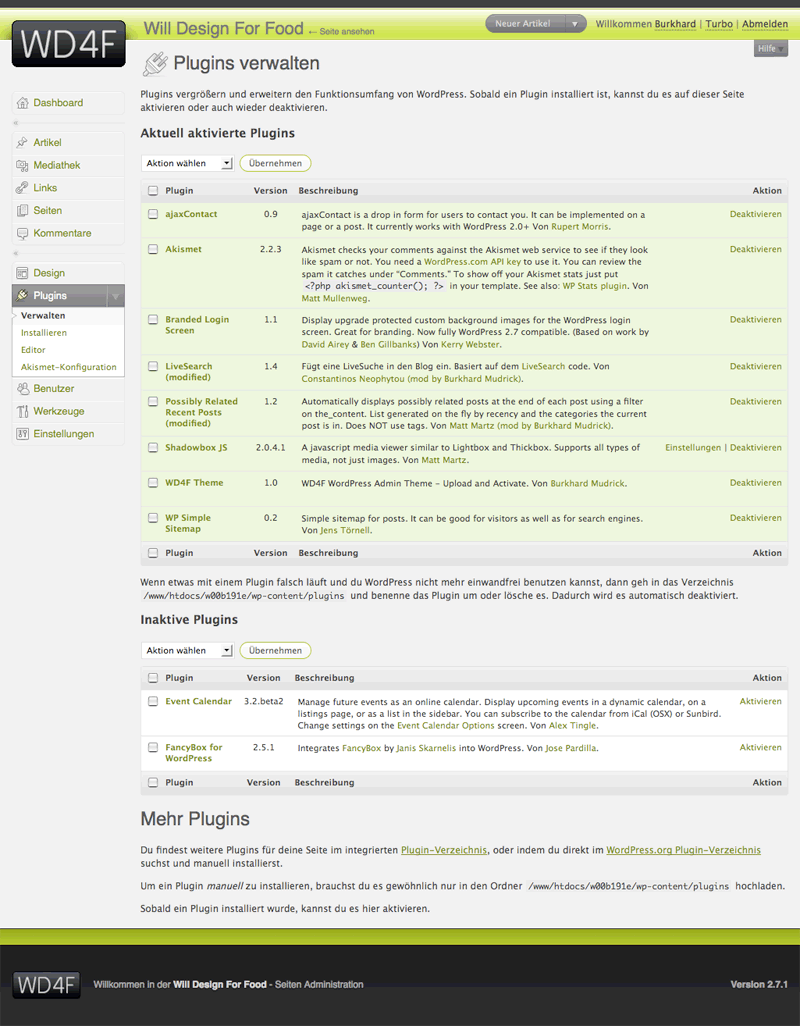 WD4F
Will Design For Food ← Seite ansehen
Neuer Artikel
Willkommen Burkhard | Turbo | Abmelden
Hilfe
Plugins verwalten
Dashboard
Artikel
Mediathek
Links
Seiten
Kommentare
Design
Plugins
Verwalten
Installieren
Editor
Akismet-Konfiguration
Benutzer
Werkzeuge
Einstellungen
Plugins vergrößern und erweitern den Funktionsumfang von WordPress. Sobald ein Plugin installiert ist, kannst du es auf dieser Seite
aktivieren oder auch wieder deaktivieren.
Aktuell aktivierte Plugins
Aktion wählen Übernehmen
Plugin Version Beschreibung Aktion
ajaxContact 0.9 ajaxContact is a drop in form for users to contact you. It can be implemented on Deaktivieren
a page or a post. It currently works with WordPress 2.0+ Von Rupert Morris.
Akismet 2.2.3 Akismet checks your comments against the Akismet web service to see if they look Deaktivieren
like spam or not. You need a WordPress.com API key to use it. You can review the
spam it catches under "Comments." To show off your Akismet stats just put
<?php akismet_counter(); ?> in your template. See also: WP Stats plugin. Von
Matt Mullenweg.
Branded Login 1.1 Display upgrade protected custom background images for the WordPress login Deaktivieren
Screen screen. Great for branding. Now fully WordPress 2.7 compatible. (Based on work by
David Airey & Ben Gillbanks) Von Kerry Webster.
LiveSearch 1.4 Fügt eine LiveSuche in den Blog ein. Basiert auf dem LiveSearch code. Von Deaktivieren
(modified) Constantinos Neophytou (mod by Burkhard Mudrick).
Possibly Related 1.2 Automatically displays possibly related posts at the end of each post using a filter Deaktivieren
Recent Posts on the_content. List generated on the fly by recency and the categories the current
(modified) post is in. Does NOT use tags. Von Matt Martz (mod by Burkhard Mudrick).
Shadowbox JS 2.0.4.1 A javascript media viewer similar to Lightbox and Thickbox. Supports all types of Einstellungen | Deaktivieren
media, not just images. Von Matt Martz.
WD4F Theme 1.0 WD4F WordPress Admin Theme – Upload and Activate. Von Burkhard Mudrick. Deaktivieren
WP Simple 0.2 Simple sitemap for posts. It can be good for visitors as well as for search engines. Deaktivieren
Sitemap Von Jens Törnell.
Plugin Version Beschreibung Aktion
Wenn etwas mit einem Plugin falsch läuft und du WordPress nicht mehr einwandfrei benutzen kannst, dann geh in das Verzeichnis
/www/htdocs/w00b191e/wp-content/plugins und benenne das Plugin um oder lösche es. Dadurch wird es automatisch deaktiviert.
Inaktive Plugins
Aktion wählen Übernehmen
Plugin Version Beschreibung Aktion
Event Calendar 3.2.beta2 Manage future events as an online calendar. Display upcoming events in a dynamic calendar, on a Aktivieren
listings page, or as a list in the sidebar. You can subscribe to the calendar from iCal (OSX) or Sunbird.
Change settings on the Event Calendar Options screen. Von Alex Tingle.
FancyBox for 2.5.1 Integrates FancyBox by Janis Skarnelis into WordPress. Von Jose Pardilla. Aktivieren
WordPress
Plugin Version Beschreibung Aktion
Mehr Plugins
Du findest weitere Plugins für deine Seite im integrierten Plugin-Verzeichnis, oder indem du direkt im WordPress.org Plugin-Verzeichnis
suchst und manuell installierst.
Um ein Plugin manuell zu installieren, brauchst du es gewöhnlich nur in den Ordner /www/htdocs/w00b191e/wp-content/plugins hochladen.
Sobald ein Plugin installiert wurde, kannst du es hier aktivieren.
WD4F Willkommen in der Will Design For Food - Seiten Administration Version 2.7.1